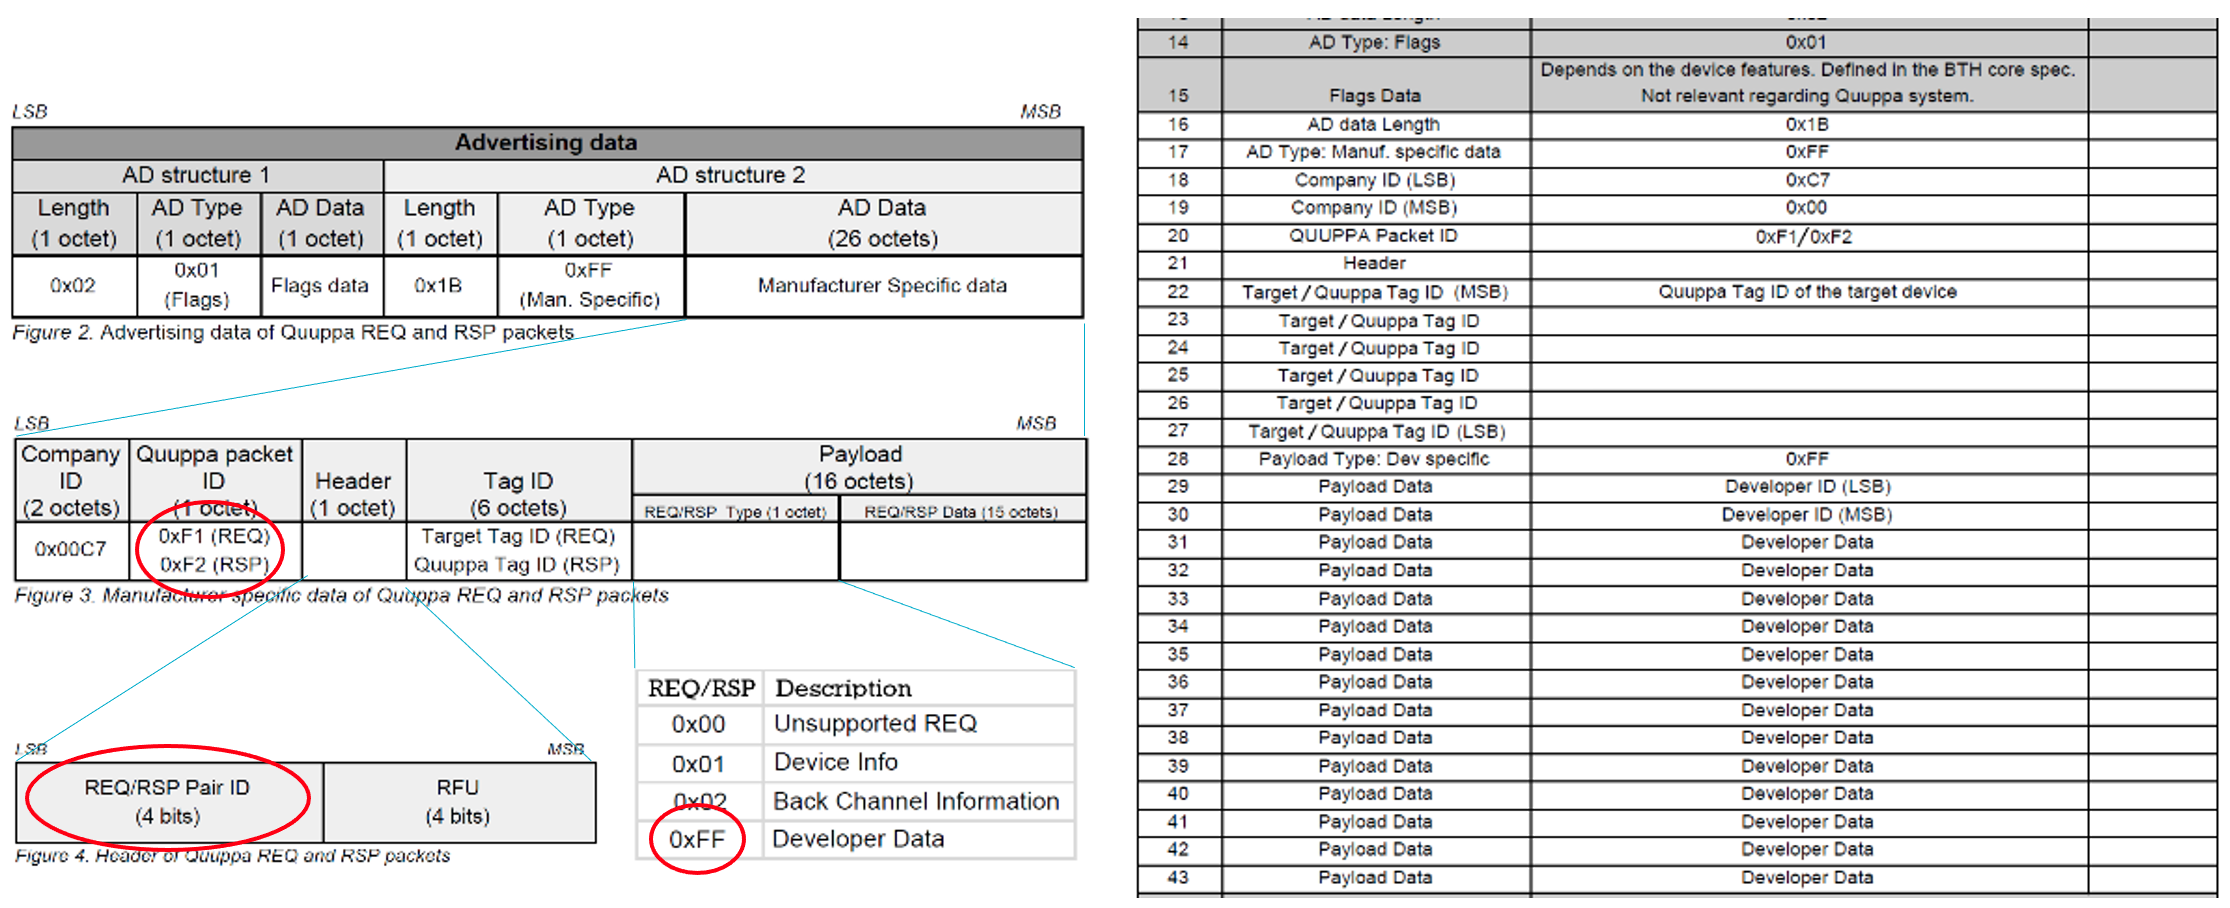 LSB MSB
Advertising data
AD structure 1 AD structure 2
Length AD Type AD Data Length AD Type AD Data
(1 octet) (1 octet) (1 octet) (1 octet) (1 octet) (26 octets)
0x02 0x01 Flags data 0x1B 0xFF Manufacturer Specific data
(Flags) (Man. Specific)
Figure 2. Advertising data of Quuppa REQ and RSP packets
LSB MSB
Company Quuppa packet Payload
ID ID Header Tag ID (16 octets)
(2 octets) (1 octet) (1 octet) (6 octets) REQ/RSP Type (1 octet) REQ/RSP Data (15 octets)
0x00C7 0xF1 (REQ) Target Tag ID (REQ)
0xF2 (RSP) Quuppa Tag ID (RSP)
Figure 3. Manufacturer specific data of Quuppa REQ and RSP packets
LSB MSB
REQ/RSP Pair ID RFU
(4 bits) (4 bits)
Figure 4. Header of Quuppa REQ and RSP packets
REQ/RSP Description
0x00 Unsupported REQ
0x01 Device Info
0x02 Back Channel Information
0xFF Developer Data
14 AD Type: Flags 0x01
Depends on the device features. Defined in the BTH core spec.
15 Flags Data Not relevant regarding Quuppa system.
16 AD data Length 0x1B
17 AD Type: Manuf. specific data 0xFF
18 Company ID (LSB) 0xC7
19 Company ID (MSB) 0x00
20 QUUPPA Packet ID 0xF1/0xF2
21 Header
22 Target / Quuppa Tag ID (MSB) Quuppa Tag ID of the target device
23 Target / Quuppa Tag ID
24 Target / Quuppa Tag ID
25 Target / Quuppa Tag ID
26 Target / Quuppa Tag ID
27 Target / Quuppa Tag ID (LSB)
28 Payload Type: Dev specific 0xFF
29 Payload Data Developer ID (LSB)
30 Payload Data Developer ID (MSB)
31 Payload Data Developer Data
32 Payload Data Developer Data
33 Payload Data Developer Data
34 Payload Data Developer Data
35 Payload Data Developer Data
36 Payload Data Developer Data
37 Payload Data Developer Data
38 Payload Data Developer Data
39 Payload Data Developer Data
40 Payload Data Developer Data
41 Payload Data Developer Data
42 Payload Data Developer Data
43 Payload Data Developer Data